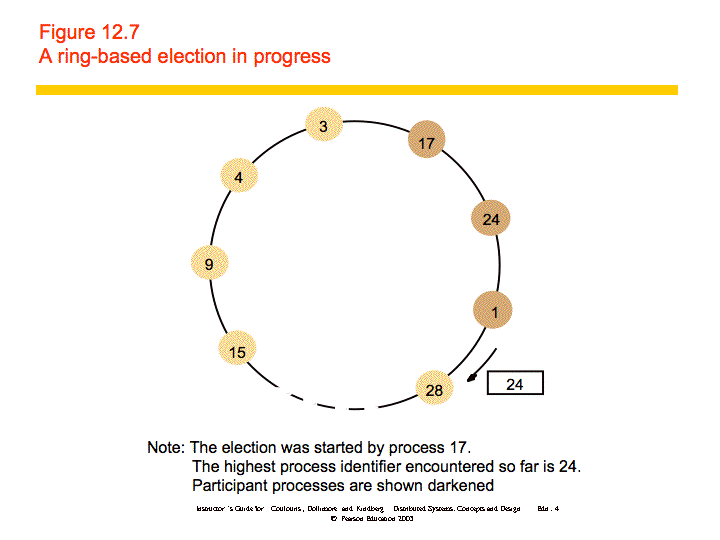 Figure 12.7
A ring-based election in progress
3
17
4
24
9
1
15
28
24
Note: The election was started by process 17.
The highest process identifier encountered so far is 24.
Participant processes are shown darkened
Instructor's Guide for Coulouris, Dollimore and Kindberg Distributed Systems: Concepts and Design Edn. 4
© Pearson Education 2005